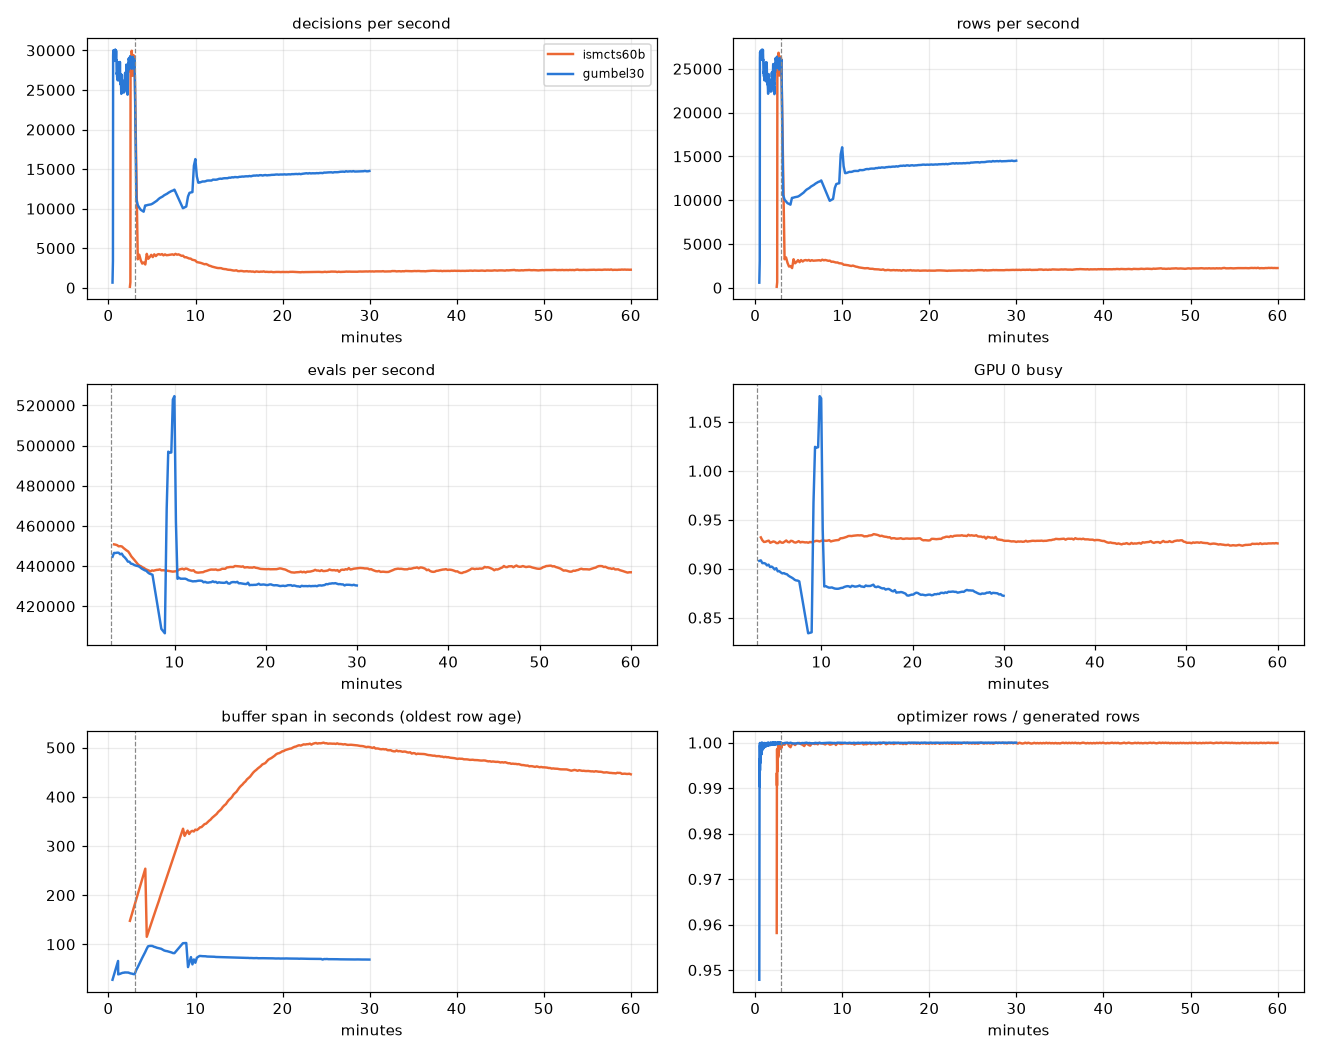 decisions per second
30000
25000
20000
15000
10000
5000
0
0 10 20 30 40 50 60
minutes
ismcts60b
gumbel30
rows per second
25000
20000
15000
10000
5000
0
0 10 20 30 40 50 60
minutes
evals per second
520000
500000
480000
460000
440000
420000
10 20 30 40 50 60
minutes
GPU 0 busy
1.05
1.00
0.95
0.90
0.85
10 20 30 40 50 60
minutes
buffer span in seconds (oldest row age)
500
400
300
200
100
0 10 20 30 40 50 60
minutes
optimizer rows / generated rows
1.00
0.99
0.98
0.97
0.96
0.95
0 10 20 30 40 50 60
minutes